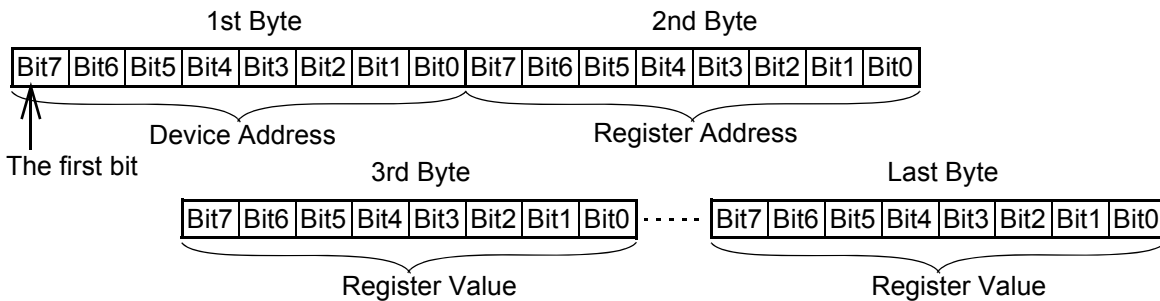 1st Byte 2nd Byte
Bit7 Bit6 Bit5 Bit4 Bit3 Bit2 Bit1 Bit0 Bit7 Bit6 Bit5 Bit4 Bit3 Bit2 Bit1 Bit0
Device Address Register Address
The first bit
3rd Byte Last Byte
Bit7 Bit6 Bit5 Bit4 Bit3 Bit2 Bit1 Bit0 Bit7 Bit6 Bit5 Bit4 Bit3 Bit2 Bit1 Bit0
Register Value Register Value